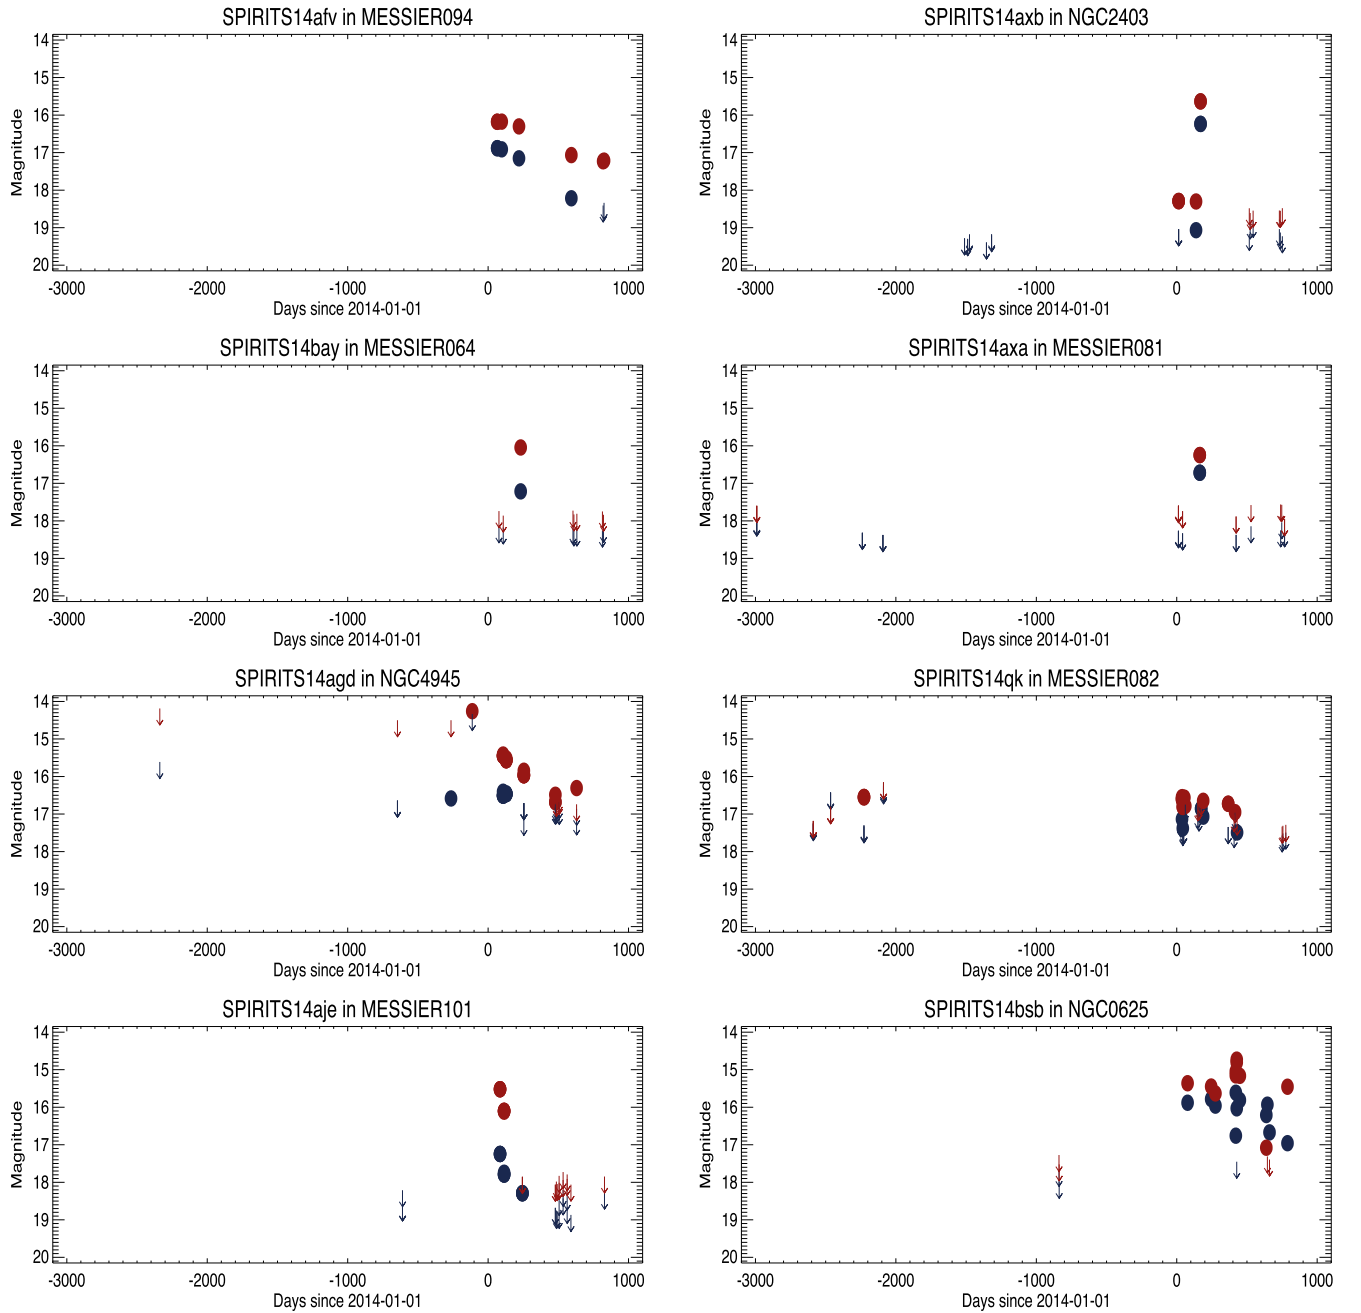 SPIRITS14afv in MESSIER094
14
15
16
17
18
19
20
Magnitude
-3000 -2000 -1000 0 1000
Days since 2014-01-01
SPIRITS14axb in NGC2403
14
15
16
17
18
19
20
Magnitude
-3000 -2000 -1000 0 1000
Days since 2014-01-01
SPIRITS14bay in MESSIER064
14
15
16
17
18
19
20
Magnitude
-3000 -2000 -1000 0 1000
Days since 2014-01-01
SPIRITS14axa in MESSIER081
14
15
16
17
18
19
20
Magnitude
-3000 -2000 -1000 0 1000
Days since 2014-01-01
SPIRITS14agd in NGC4945
14
15
16
17
18
19
20
Magnitude
-3000 -2000 -1000 0 1000
Days since 2014-01-01
SPIRITS14qk in MESSIER082
14
15
16
17
18
19
20
Magnitude
-3000 -2000 -1000 0 1000
Days since 2014-01-01
SPIRITS14aje in MESSIER101
14
15
16
17
18
19
20
Magnitude
-3000 -2000 -1000 0 1000
Days since 2014-01-01
SPIRITS14bsb in NGC0625
14
15
16
17
18
19
20
Magnitude
-3000 -2000 -1000 0 1000
Days since 2014-01-01